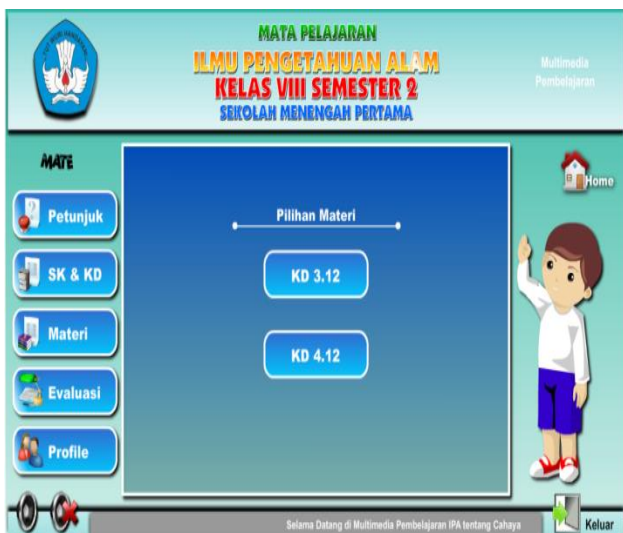 MATA PELAJARAN
ILMU PENGETAHUAN ALAM
KELAS VIII SEMESTER 2
SEKOLAH MENENGAH PERTAMA
Multimedia
Pembelajaran
MATE
Home
Petunjuk
SK & KD
Materi
Evaluasi
Profile
Pilihan Materi
KD 3.12
KD 4.12
Selama Datang di Multimedia Pembelajaran IPA tentang Cahaya
Keluar